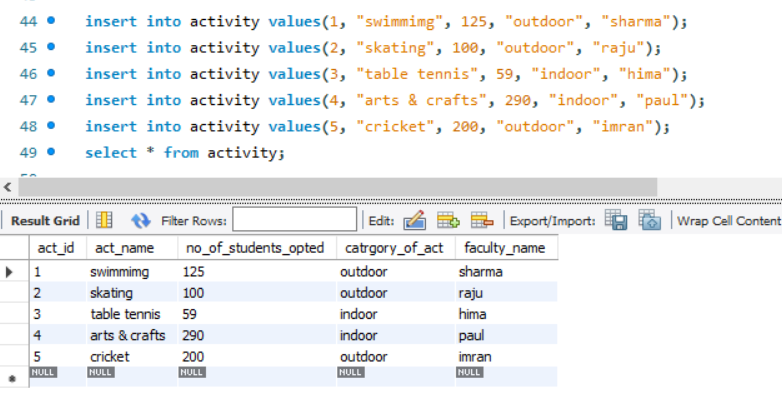 44 insert into activity values(1, "swimmimg", 125, "outdoor", "sharma");
45 insert into activity values(2, "skating", 100, "outdoor", "raju");
46 insert into activity values(3, "table tennis", 59, "indoor", "hima");
47 insert into activity values(4, "arts & crafts", 290, "indoor", "paul");
48 insert into activity values(5, "cricket", 200, "outdoor", "imran");
49 select * from activity;
Result Grid Filter Rows: Edit: Export/Import: Wrap Cell Content
act_id act_name no_of_students_opted catrgory_of_act faculty_name
1 swimmimg 125 outdoor sharma
2 skating 100 outdoor raju
3 table tennis 59 indoor hima
4 arts & crafts 290 indoor paul
5 cricket 200 outdoor imran
NULL NULL NULL NULL NULL